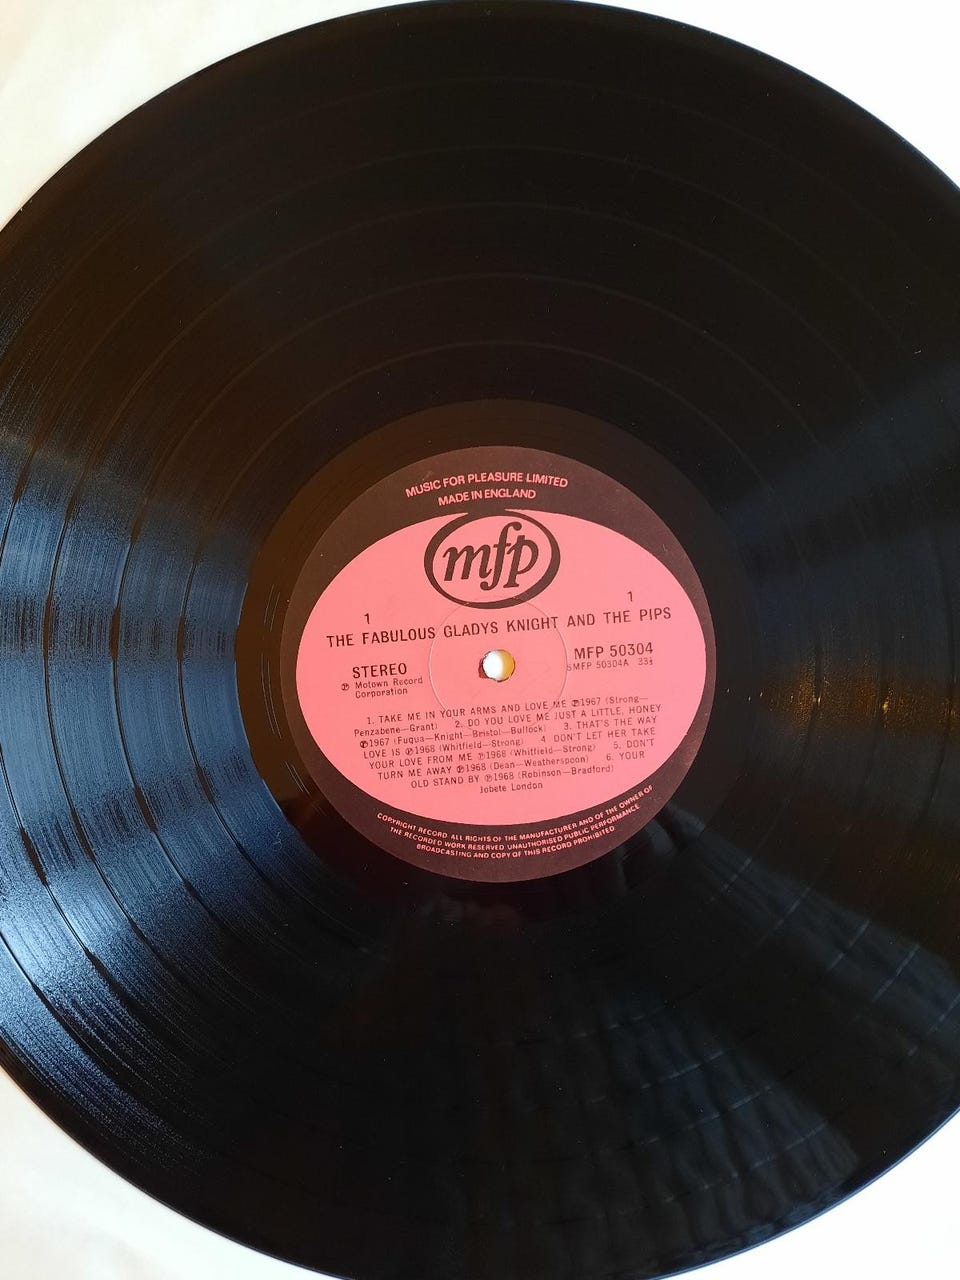 MUSIC FOR PLEASURE LIMITED
MADE IN ENGLAND
mfp
1 1
THE FABULOUS GLADYS KNIGHT AND THE PIPS
STEREO MFP 50304
℗ Motown Record SMFP 50304A 33⅓
Corporation
1. TAKE ME IN YOUR ARMS AND LOVE ME ℗1967 (Strong—
Penzabene—Grant) 2. DO YOU LOVE ME JUST A LITTLE, HONEY
℗1967 (Fuqua—Knight—Bristol—Bullock) 3. THAT'S THE WAY
LOVE IS ℗1968 (Whitfield—Strong) 4 DON'T LET HER TAKE
YOUR LOVE FROM ME ℗1968 (Whitfield—Strong) 5. DON'T
TURN ME AWAY ℗1968 (Dean—Weatherspoon) 6. YOUR
OLD STAND BY ℗1968 (Robinson—Bradford)
Jobete London
COPYRIGHT RECORD ALL RIGHTS OF THE MANUFACTURER AND OF THE OWNER OF
THE RECORDED WORK RESERVED UNAUTHORISED PUBLIC PERFORMANCE
BROADCASTING AND COPY OF THIS RECORD PROHIBITED